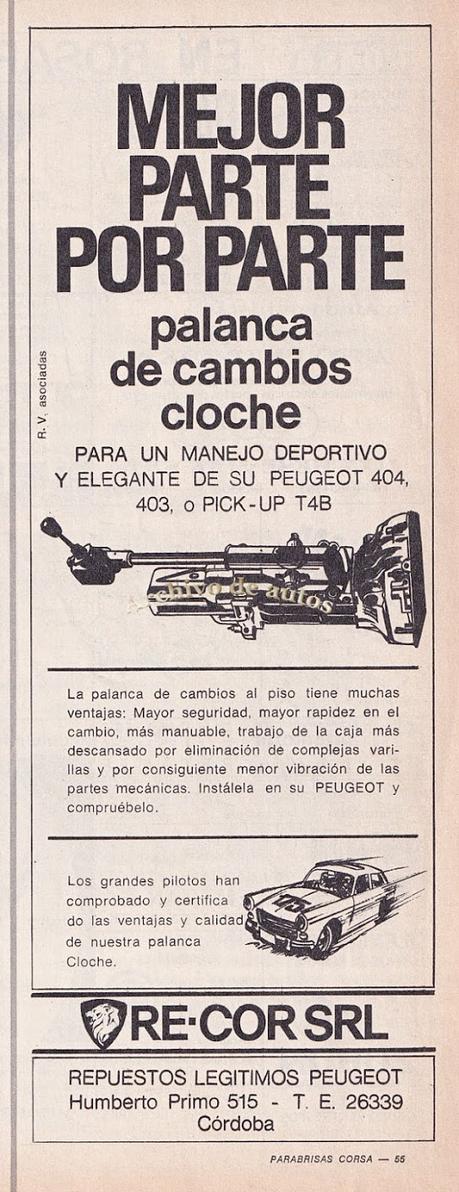 MEJOR
PARTE
POR PARTE
palanca
de cambios
cloche
R. V. asociadas
PARA UN MANEJO DEPORTIVO
Y ELEGANTE DE SU PEUGEOT 404,
403, o PICK-UP T4B
Archivo de autos
La palanca de cambios al piso tiene muchas
ventajas: Mayor seguridad, mayor rapidez en el
cambio, más manuable, trabajo de la caja más
descansado por eliminación de complejas vari-
llas y por consiguiente menor vibración de las
partes mecánicas. Instálela en su PEUGEOT y
compruébelo.
Los grandes pilotos han
comprobado y certifica
do las ventajas y calidad
de nuestra palanca
Cloche.
RE-COR SRL
REPUESTOS LEGITIMOS PEUGEOT
Humberto Primo 515 - T. E. 26339
Córdoba
PARABRISAS CORSA — 55